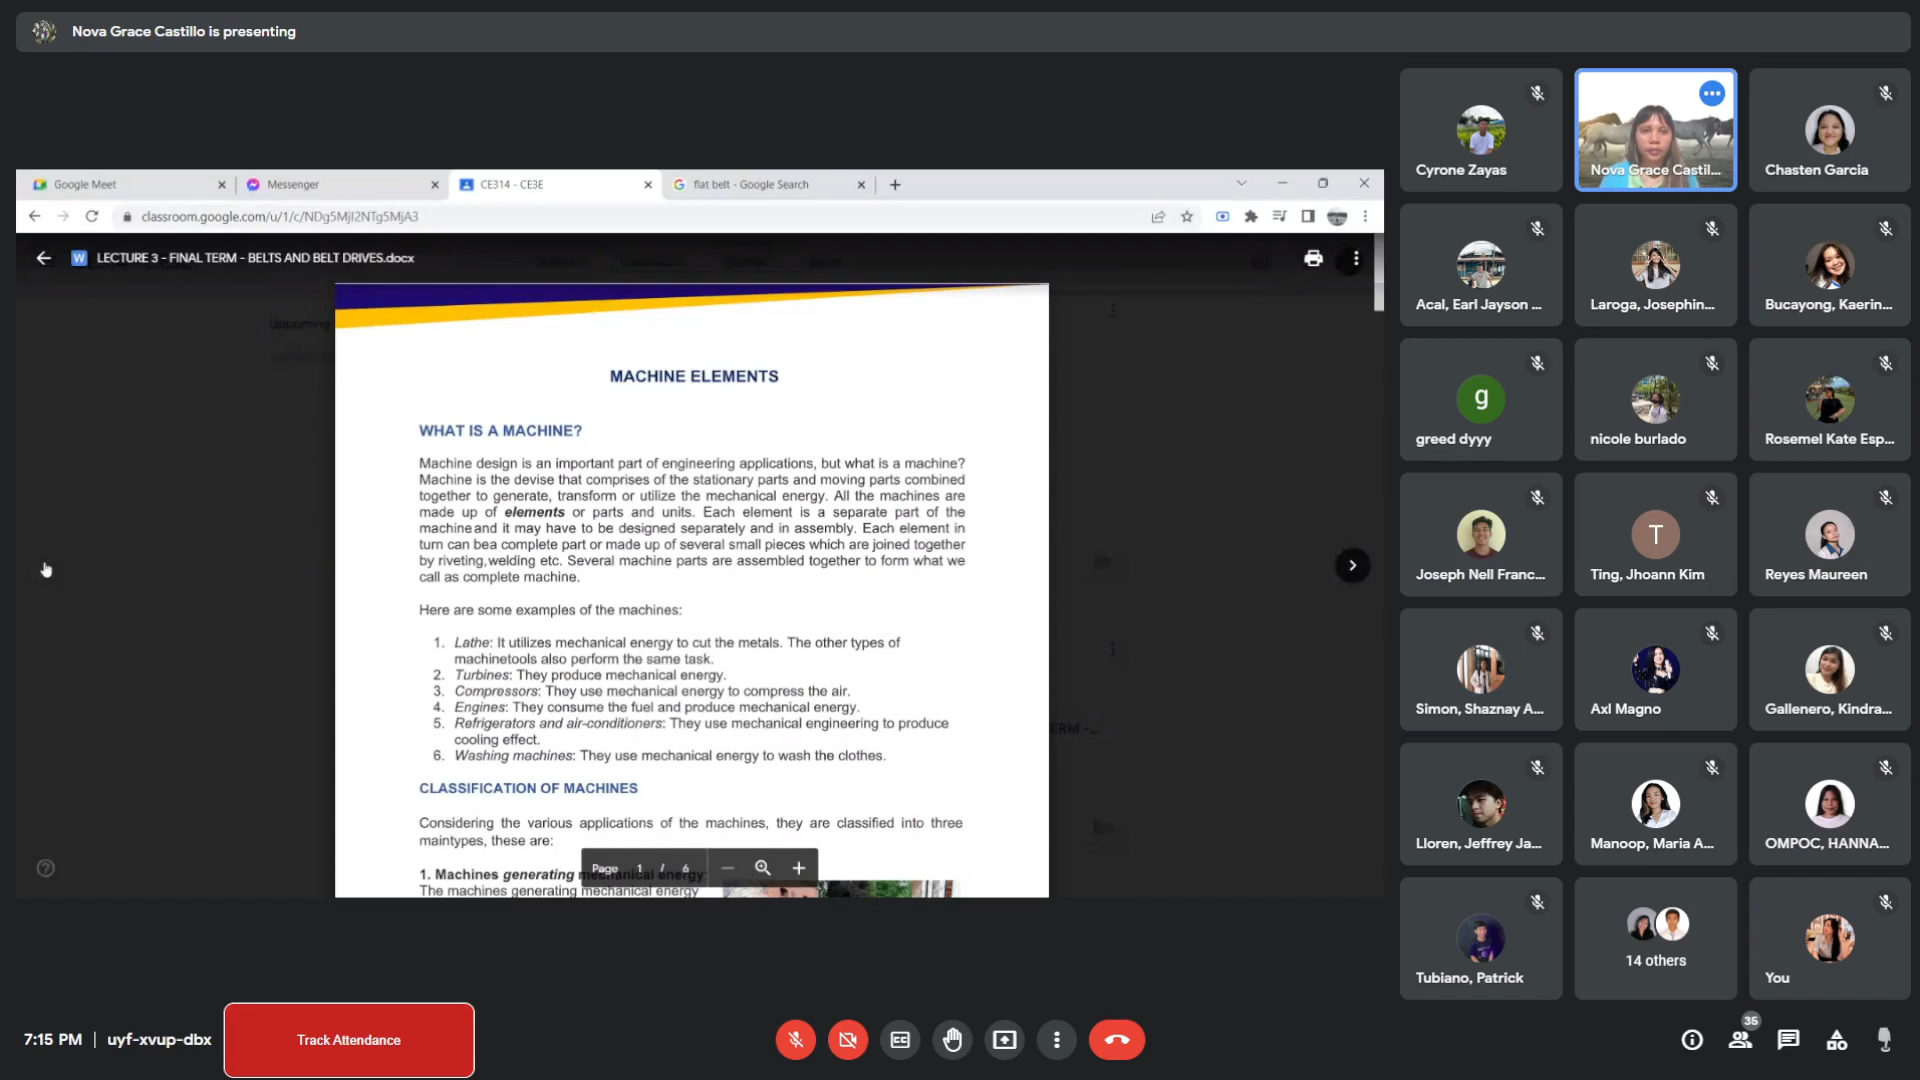 Nova Grace Castillo is presenting
Google Meet
Messenger
CE314 - CE3E
flat belt - Google Search
classroom.google.com/u/1/c/NDg5MjI2NTg5MjA3
LECTURE 3 - FINAL TERM - BELTS AND BELT DRIVES.docx
Upcoming
MACHINE ELEMENTS
WHAT IS A MACHINE?
Machine design is an important part of engineering applications, but what is a machine?
Machine is the devise that comprises of the stationary parts and moving parts combined
together to generate, transform or utilize the mechanical energy. All the machines are
made up of elements or parts and units. Each element is a separate part of the
machineand it may have to be designed separately and in assembly. Each element in
turn can bea complete part or made up of several small pieces which are joined together
by riveting,welding etc. Several machine parts are assembled together to form what we
call as complete machine.
Here are some examples of the machines:
1. Lathe: It utilizes mechanical energy to cut the metals. The other types of
machinetools also perform the same task.
2. Turbines: They produce mechanical energy.
3. Compressors: They use mechanical energy to compress the air.
4. Engines: They consume the fuel and produce mechanical energy.
5. Refrigerators and air-conditioners: They use mechanical engineering to produce
cooling effect.
6. Washing machines: They use mechanical energy to wash the clothes.
ERM -...
CLASSIFICATION OF MACHINES
Considering the various applications of the machines, they are classified into three
maintypes, these are:
1. Machines generating mechanical energy:
The machines generating mechanical energy
Page 1 / 6
Cyrone Zayas
Nova Grace Castil...
Chasten Garcia
Acal, Earl Jayson ...
Laroga, Josephin...
Bucayong, Kaerin...
g
greed dyyy
nicole burlado
Rosemel Kate Esp...
Joseph Nell Franc...
T
Ting, Jhoann Kim
Reyes Maureen
Simon, Shaznay A...
Axl Magno
Gallenero, Kindra...
Lloren, Jeffrey Ja...
Manoop, Maria A...
OMPOC, HANNA...
Tubiano, Patrick
14 others
You
7:15 PM | uyf-xvup-dbx
Track Attendance
35